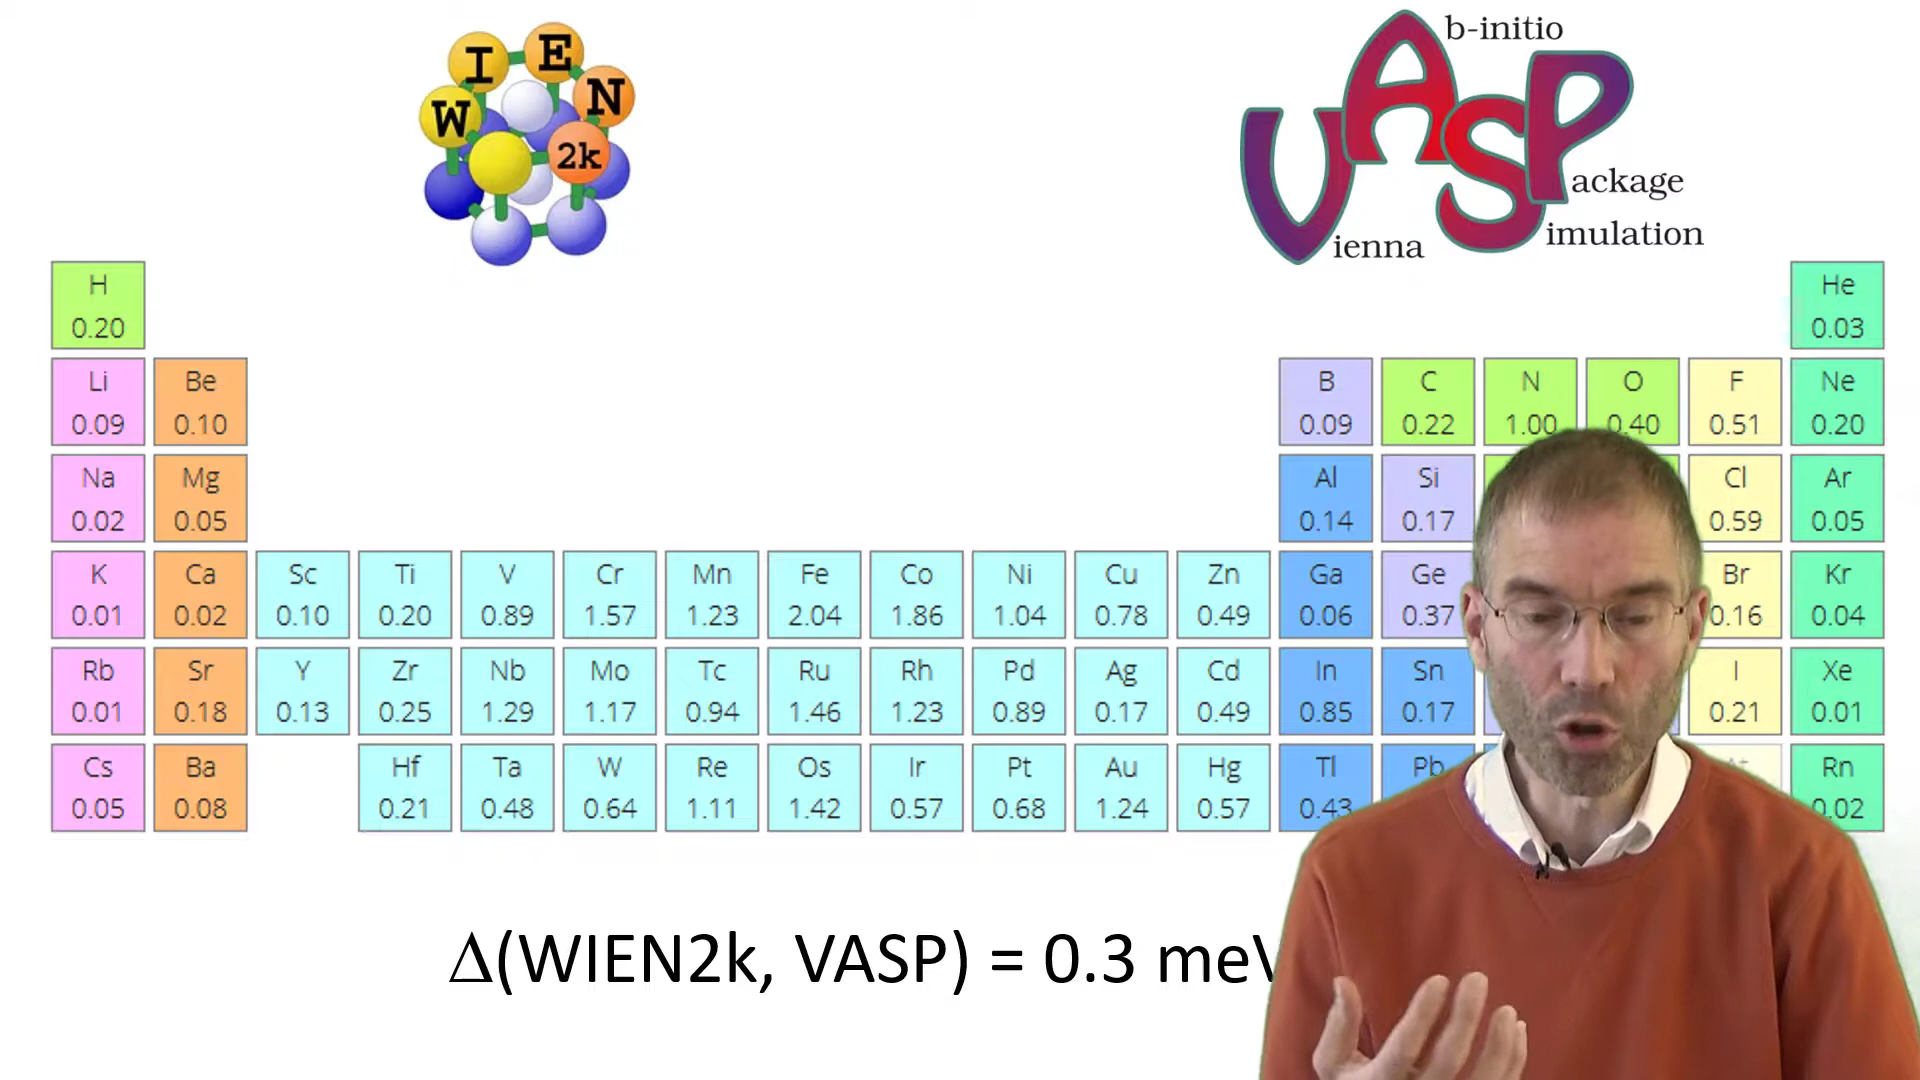 W I E N 2k
Ab-initio
VASP
Package
Simulation
Vienna
H He
0.20 0.03
Li Be B C N O F Ne
0.09 0.10 0.09 0.22 1.00 0.40 0.51 0.20
Na Mg Al Si Cl Ar
0.02 0.05 0.14 0.17 0.59 0.05
K Ca Sc Ti V Cr Mn Fe Co Ni Cu Zn Ga Ge Br Kr
0.01 0.02 0.10 0.20 0.89 1.57 1.23 2.04 1.86 1.04 0.78 0.49 0.06 0.37 0.16 0.04
Rb Sr Y Zr Nb Mo Tc Ru Rh Pd Ag Cd In Sn I Xe
0.01 0.18 0.13 0.25 1.29 1.17 0.94 1.46 1.23 0.89 0.17 0.49 0.85 0.17 0.21 0.01
Cs Ba Hf Ta W Re Os Ir Pt Au Hg Tl Pb Rn
0.05 0.08 0.21 0.48 0.64 1.11 1.42 0.57 0.68 1.24 0.57 0.43 0.02
Δ(WIEN2k, VASP) = 0.3 meV